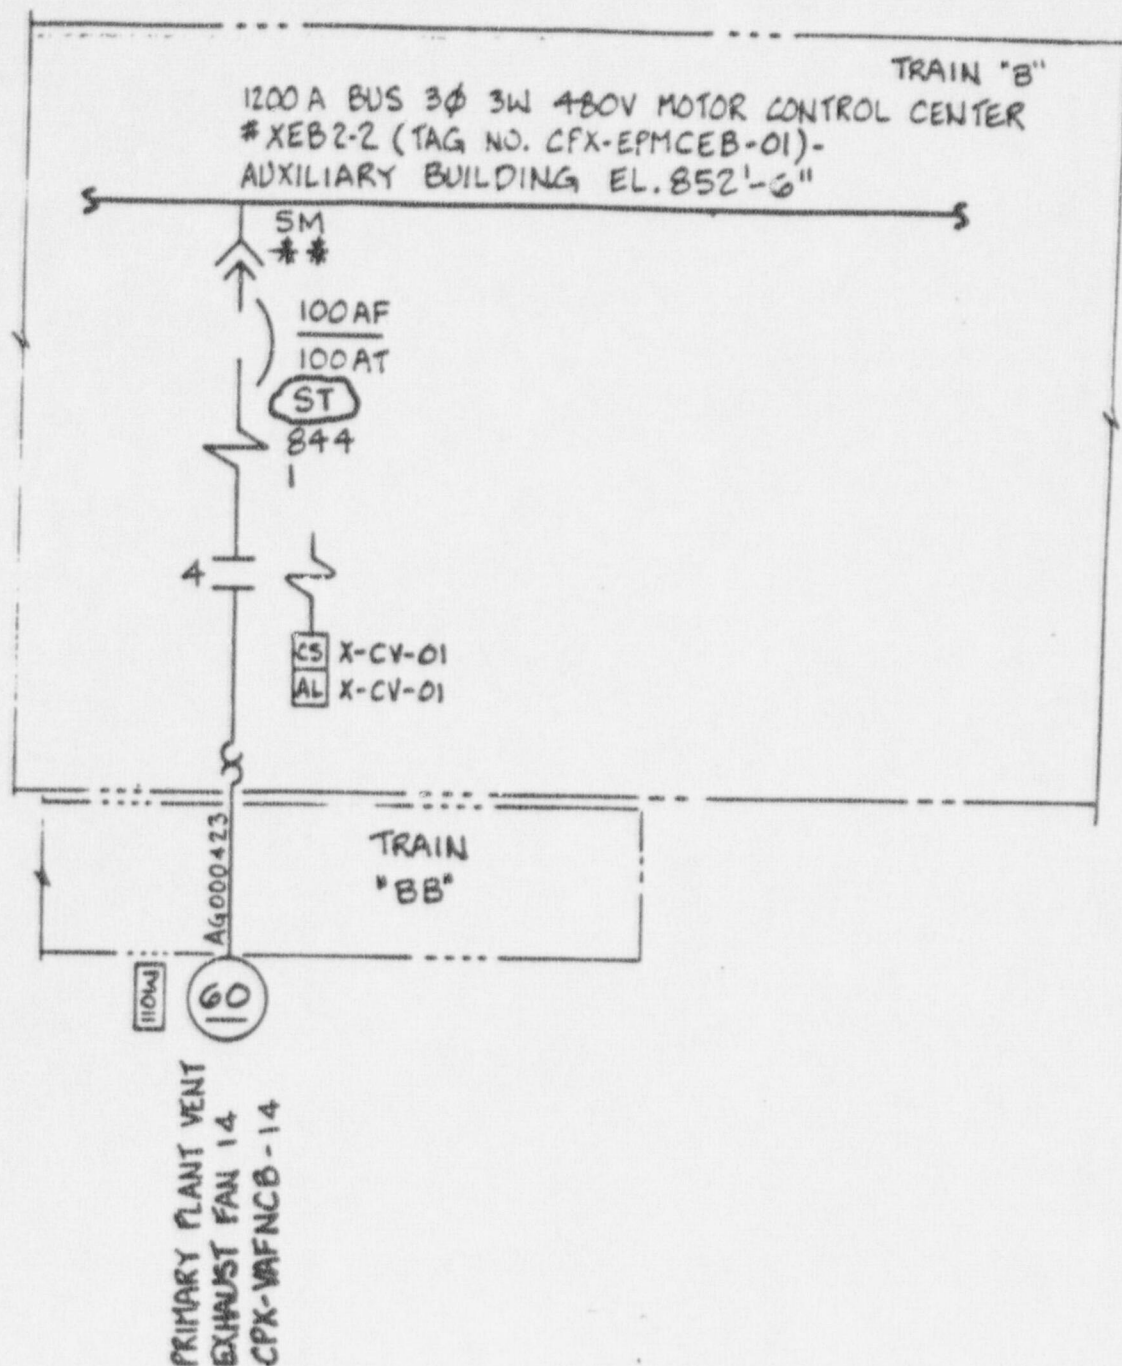 TRAIN "B"
1200 A BUS 3Ø 3W 480V MOTOR CONTROL CENTER
# XEB2-2 (TAG NO. CPX-EPMCEB-01)-
AUXILIARY BUILDING EL. 852'-6"
5M
**
100AF
100AT
ST
844
1
4
CS X-CV-01
AL X-CV-01
AG000423
TRAIN
"BB"
110W
60
PRIMARY PLANT VENT
EXHAUST FAN 14
CPX-VAFNCB-14